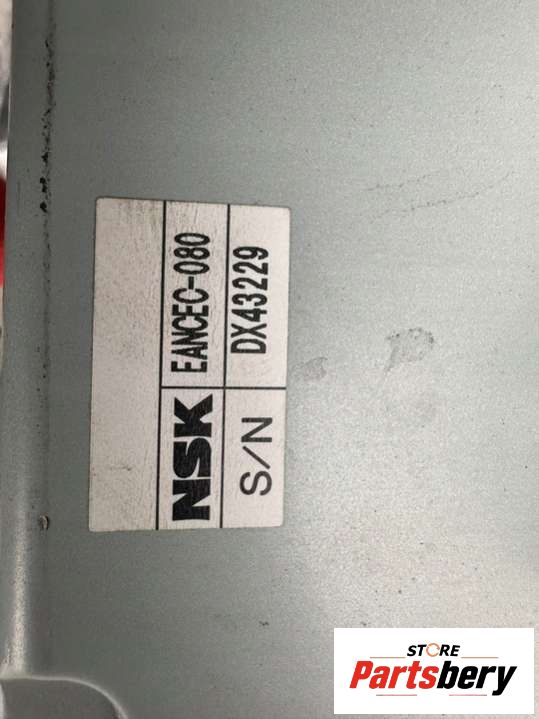 NSK EANCEC-080
S/N DX43229
STORE
Partsbery